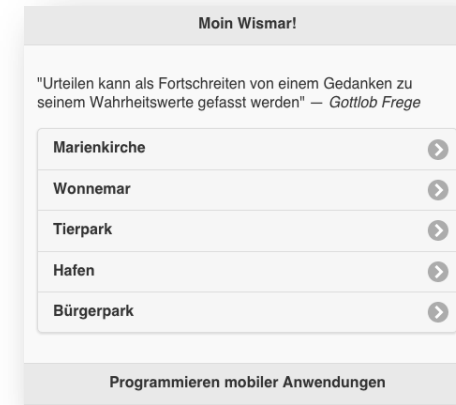 Moin Wismar!
"Urteilen kann als Fortschreiten von einem Gedanken zu
seinem Wahrheitswerte gefasst werden" — Gottlob Frege
Marienkirche
Wonnemar
Tierpark
Hafen
Bürgerpark
Programmieren mobiler Anwendungen